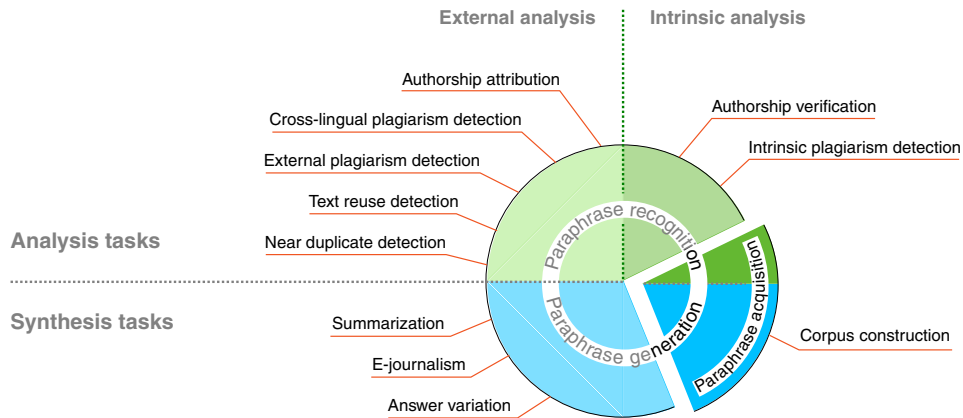 External analysis
Intrinsic analysis
Authorship attribution
Authorship verification
Cross-lingual plagiarism detection
Intrinsic plagiarism detection
External plagiarism detection
Text reuse detection
Paraphrase recognition
Analysis tasks
Near duplicate detection
Paraphrase acquisition
Synthesis tasks
Summarization
Paraphrase generation
Corpus construction
E-journalism
Answer variation